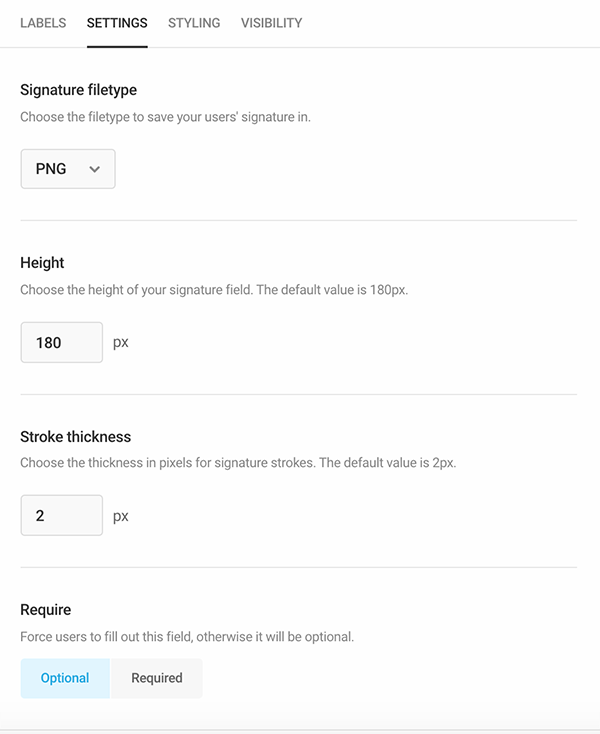 LABELS SETTINGS STYLING VISIBILITY
Signature filetype
Choose the filetype to save your users' signature in.
PNG
Height
Choose the height of your signature field. The default value is 180px.
180 px
Stroke thickness
Choose the thickness in pixels for signature strokes. The default value is 2px.
2 px
Require
Force users to fill out this field, otherwise it will be optional.
Optional Required